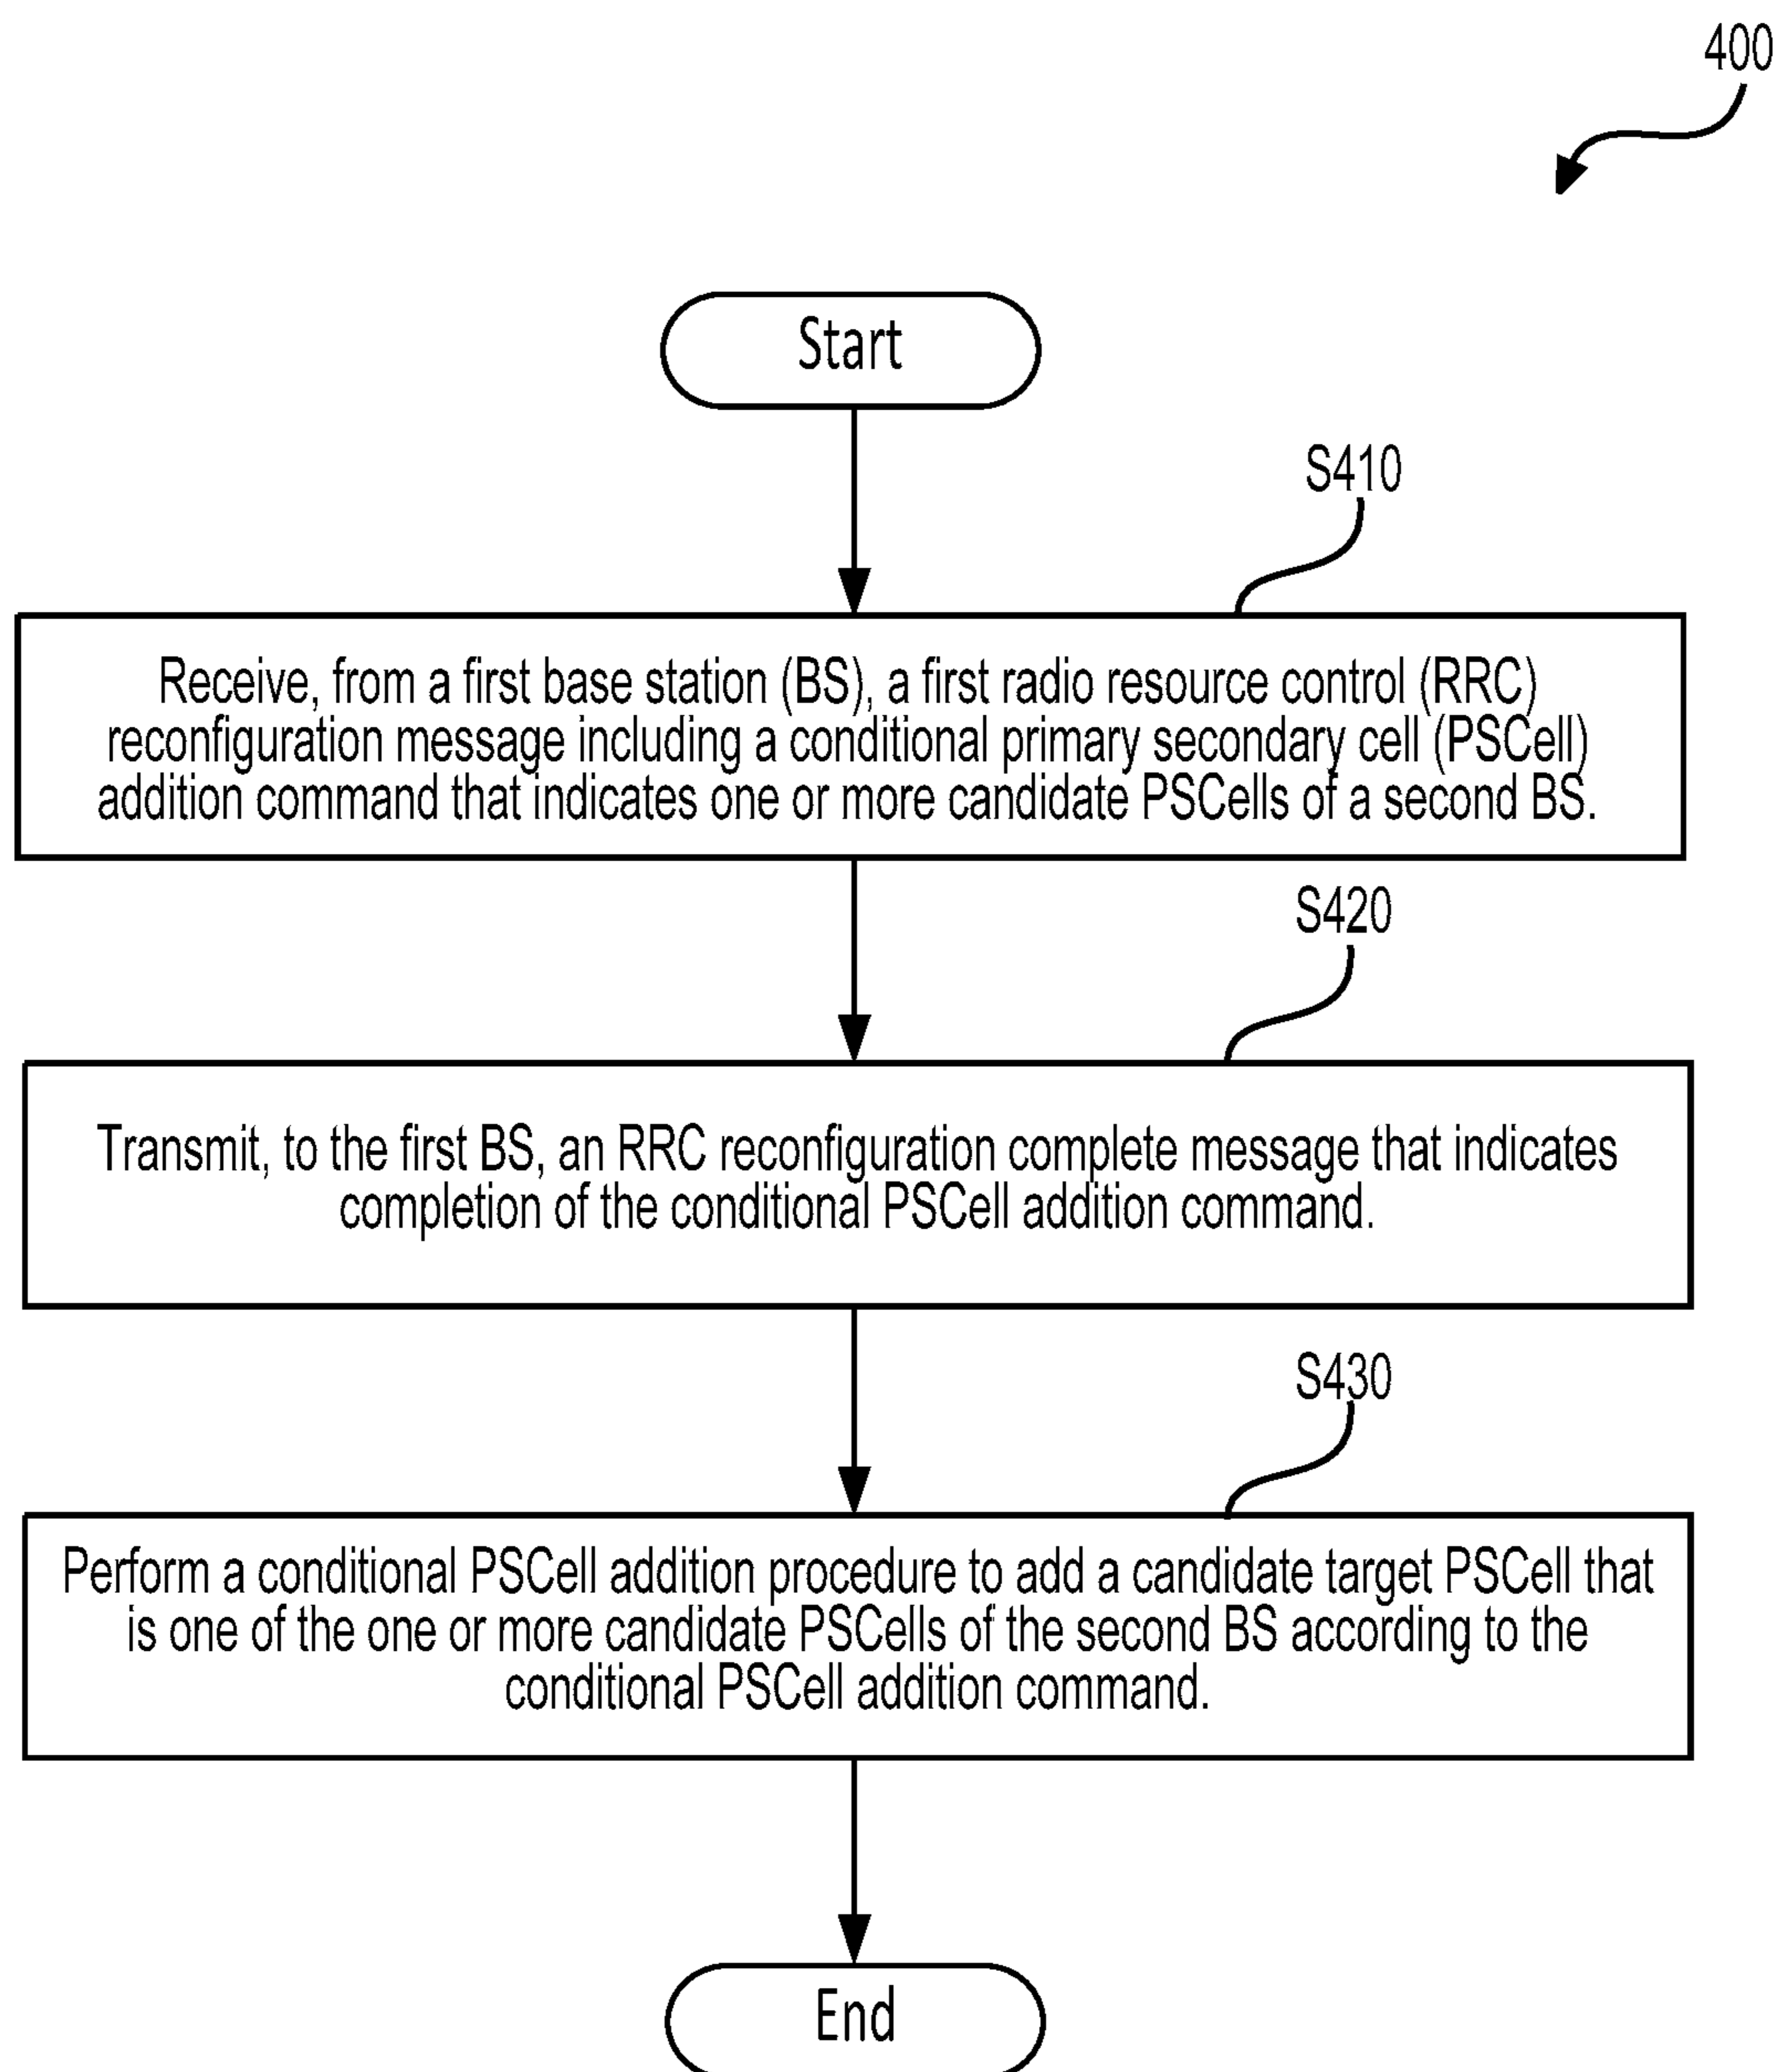 400
Start
S410
Receive, from a first base station (BS), a first radio resource control (RRC)
reconfiguration message including a conditional primary secondary cell (PSCell)
addition command that indicates one or more candidate PSCells of a second BS.
S420
Transmit, to the first BS, an RRC reconfiguration complete message that indicates
completion of the conditional PSCell addition command.
S430
Perform a conditional PSCell addition procedure to add a candidate target PSCell that
is one of the one or more candidate PSCells of the second BS according to the
conditional PSCell addition command.
End